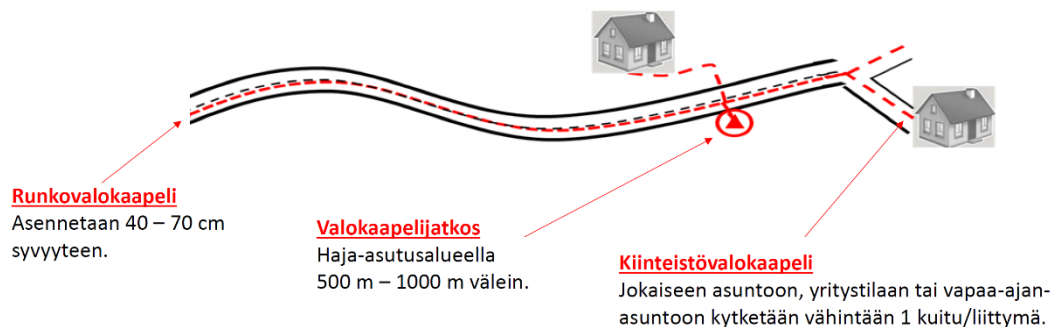 Runkovalokaapeli
Asennetaan 40 – 70 cm
syvyyteen.
Valokaapelijatkos
Haja-asutusalueella
500 m – 1000 m välein.
Kiinteistövalokaapeli
Jokaiseen asuntoon, yritystilaan tai vapaa-ajan-
asuntoon kytketään vähintään 1 kuitu/liittymä.